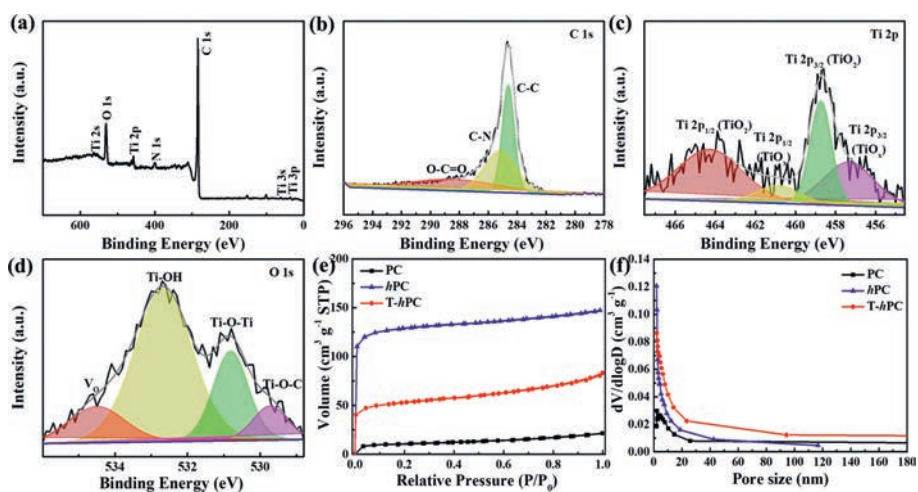 (a)
C 1s
Ti 2s
O 1s
Ti 2p
N 1s
Ti 3s
Ti 3p
Intensity (a.u.)
600 400 200 0
Binding Energy (eV)
(b)
C 1s
C-C
C-N
O-C=O
Intensity (a.u.)
296 294 292 290 288 286 284 282 280 278
Binding Energy (eV)
(c)
Ti 2p
Ti 2p3/2 (TiO2)
Ti 2p1/2 (TiO2)
Ti 2p1/2
(TiOx)
Ti 2p3/2
(TiOx)
Intensity (a.u.)
466 464 462 460 458 456 454
Binding Energy (eV)
(d)
O 1s
Ti-OH
Ti-O-Ti
Ti-O-C
VO
Intensity (a.u.)
534 532 530
Binding Energy (eV)
(e)
PC
hPC
T-hPC
Volume (cm³ g⁻¹ STP)
200
150
100
50
0
0.0 0.2 0.4 0.6 0.8 1.0
Relative Pressure (P/P0)
(f)
PC
hPC
T-hPC
dV/dlogD (cm³ g⁻¹)
0.14
0.12
0.10
0.08
0.06
0.04
0.02
0.00
0 20 40 60 80 100 120 140 160 180
Pore size (nm)